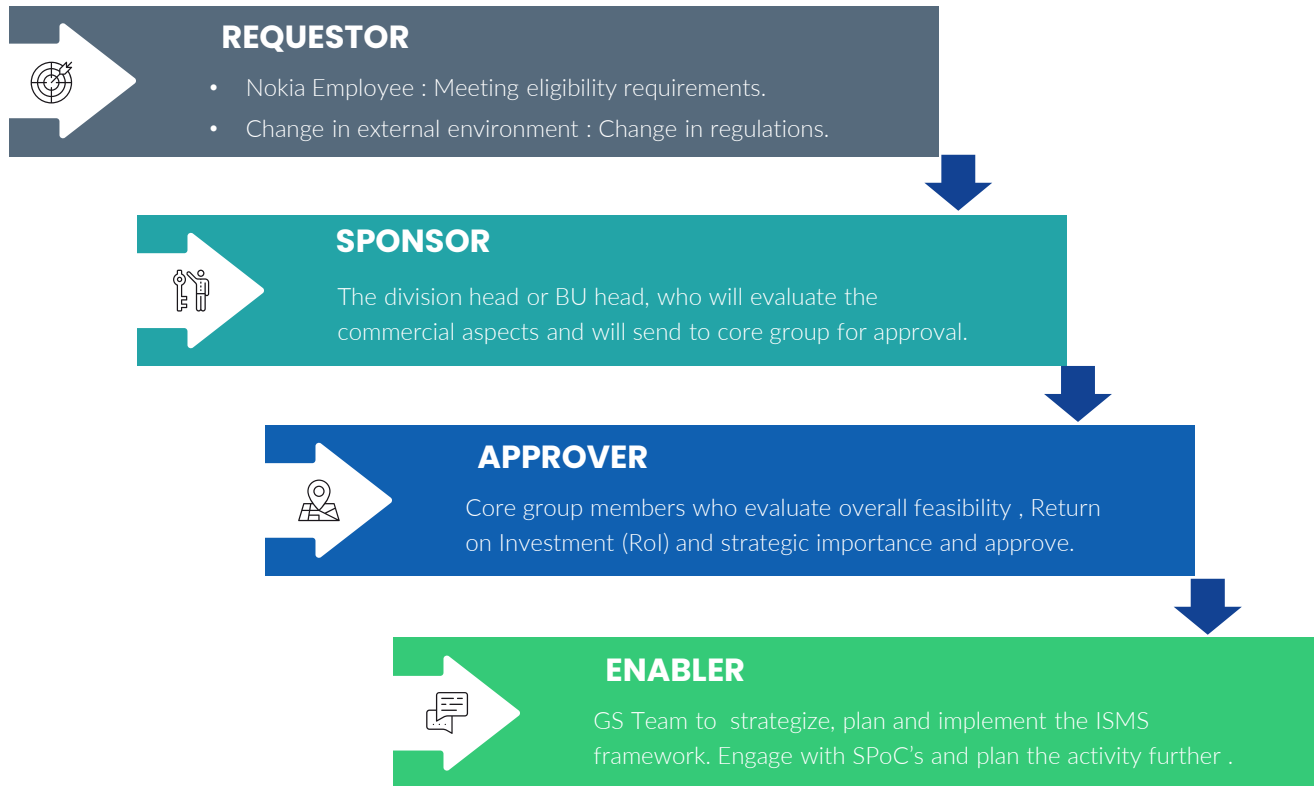 REQUESTOR
• Nokia Employee : Meeting eligibility requirements.
• Change in external environment : Change in regulations.
SPONSOR
The division head or BU head, who will evaluate the
commercial aspects and will send to core group for approval.
APPROVER
Core group members who evaluate overall feasibility , Return
on Investment (RoI) and strategic importance and approve.
ENABLER
GS Team to strategize, plan and implement the ISMS
framework. Engage with SPoC’s and plan the activity further .